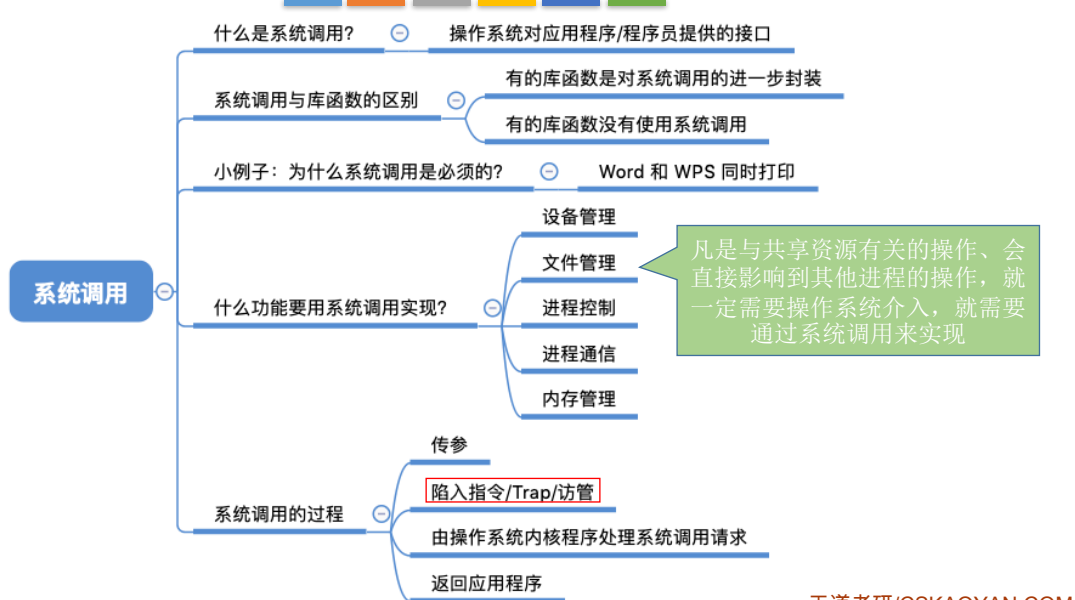 什么是系统调用?
操作系统对应用程序/程序员提供的接口
系统调用与库函数的区别
有的库函数是对系统调用的进一步封装
有的库函数没有使用系统调用
小例子：为什么系统调用是必须的?
Word 和 WPS 同时打印
系统调用
什么功能要用系统调用实现?
设备管理
文件管理
进程控制
进程通信
内存管理
凡是与共享资源有关的操作、会
直接影响到其他进程的操作，就
一定需要操作系统介入，就需要
通过系统调用来实现
系统调用的过程
传参
陷入指令/Trap/访管
由操作系统内核程序处理系统调用请求
返回应用程序
王道考研/CSKAOYAN.COM